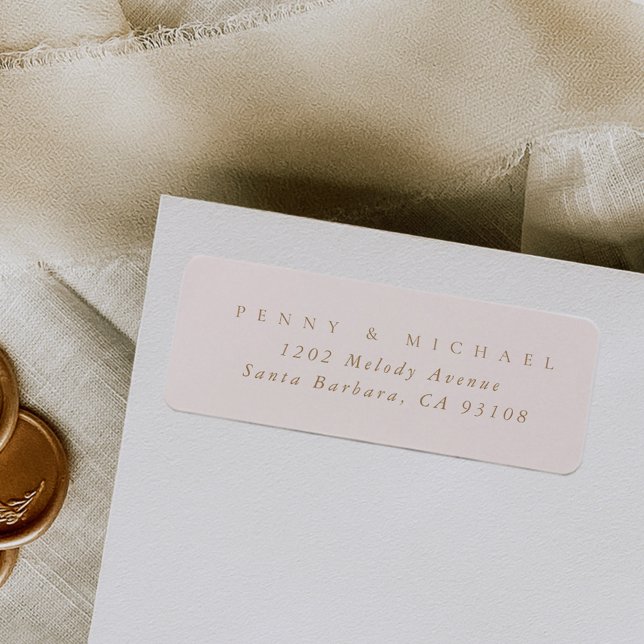 PENNY & MICHAEL
1202 Melody Avenue
Santa Barbara, CA 93108